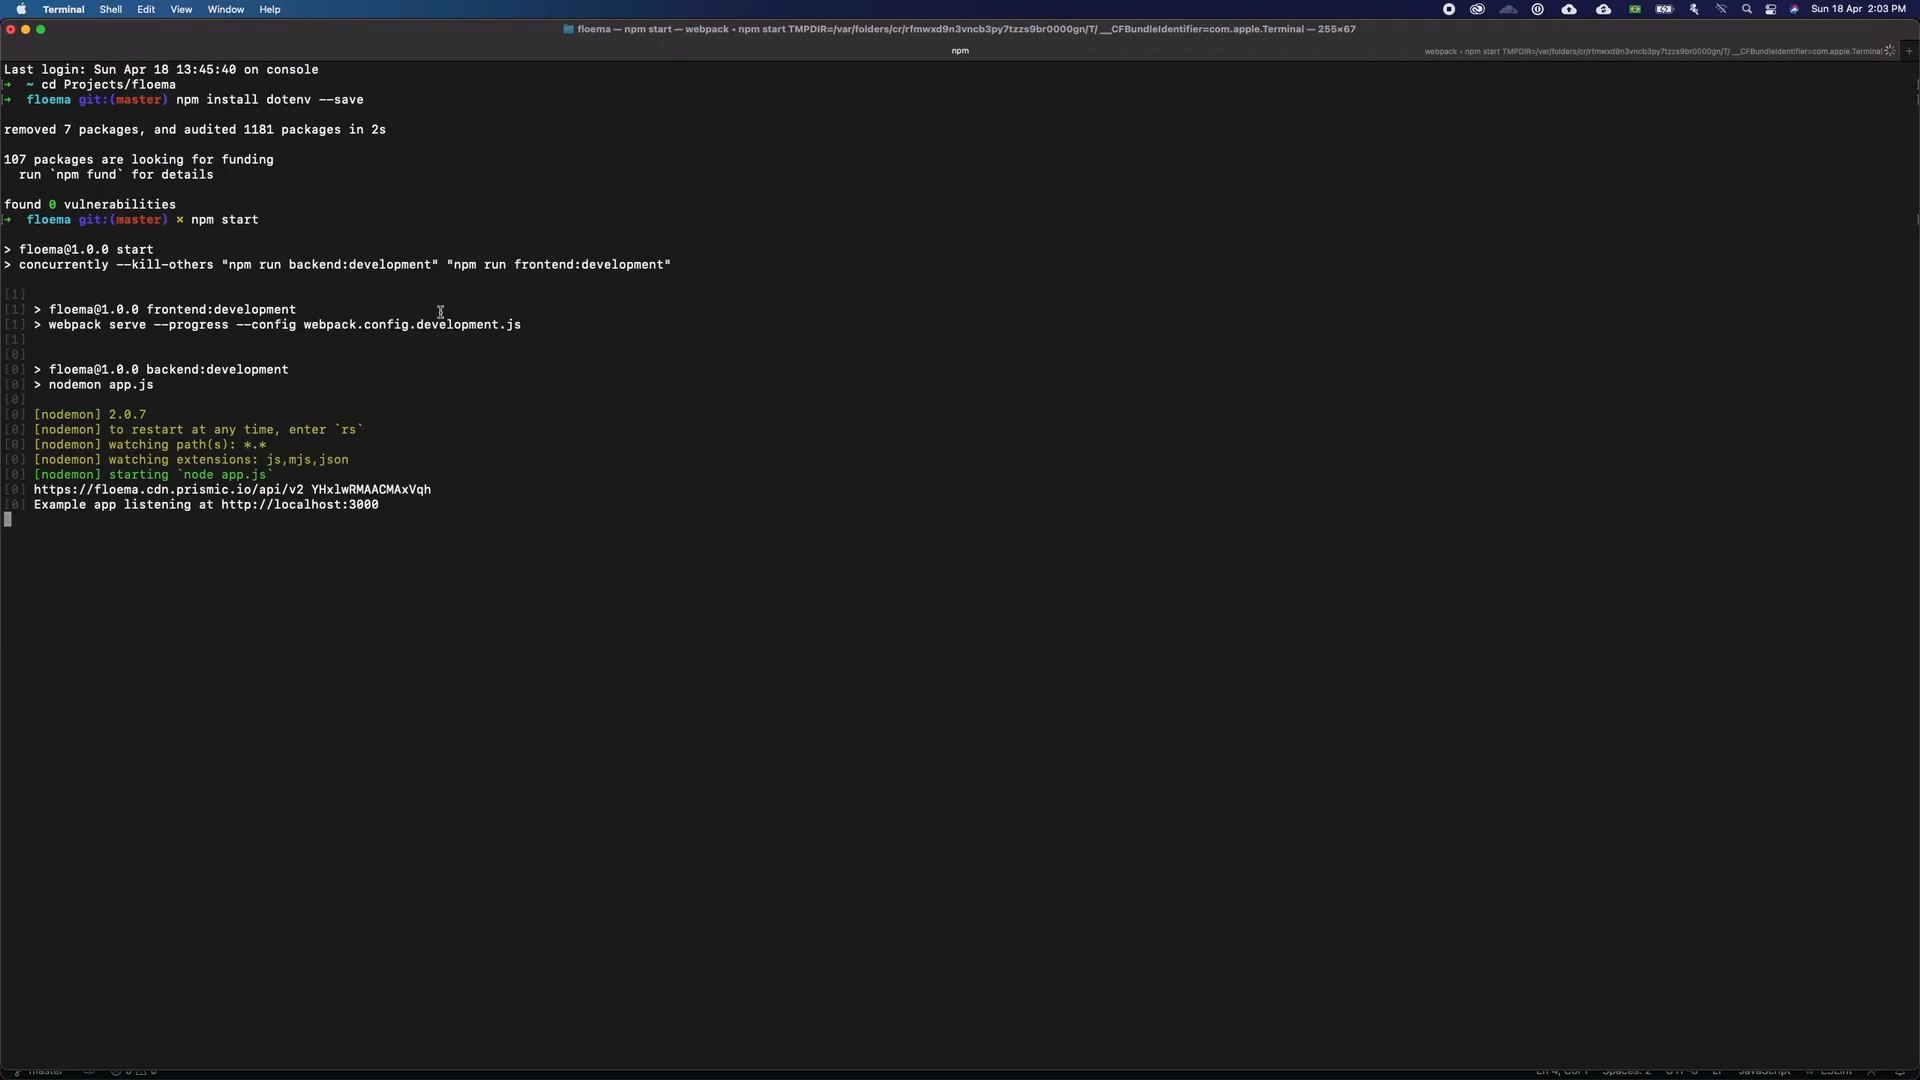 Terminal Shell Edit View Window Help Sun 18 Apr 2:03 PM
floema — npm start — webpack • npm start TMPDIR=/var/folders/cr/rfmwxd9n3vncb3py7tzzs9br0000gn/T/ __CFBundleIdentifier=com.apple.Terminal — 255×67
npm
webpack • npm start TMPDIR=/var/folders/cr/rfmwxd9n3vncb3py7tzzs9br0000gn/T/ __CFBundleIdentifier=com.apple.Terminal
Last login: Sun Apr 18 13:45:40 on console
➜ ~ cd Projects/floema
➜ floema git:(master) npm install dotenv --save
removed 7 packages, and audited 1181 packages in 2s
107 packages are looking for funding
run `npm fund` for details
found 0 vulnerabilities
➜ floema git:(master) × npm start
> floema@1.0.0 start
> concurrently --kill-others "npm run backend:development" "npm run frontend:development"
[1]
[1] > floema@1.0.0 frontend:development
[1] > webpack serve --progress --config webpack.config.development.js
[1]
[0]
[0] > floema@1.0.0 backend:development
[0] > nodemon app.js
[0]
[0] [nodemon] 2.0.7
[0] [nodemon] to restart at any time, enter `rs`
[0] [nodemon] watching path(s): *.*
[0] [nodemon] watching extensions: js,mjs,json
[0] [nodemon] starting `node app.js`
[0] https://floema.cdn.prismic.io/api/v2 YHxlwRMAACMAxVqh
[0] Example app listening at http://localhost:3000